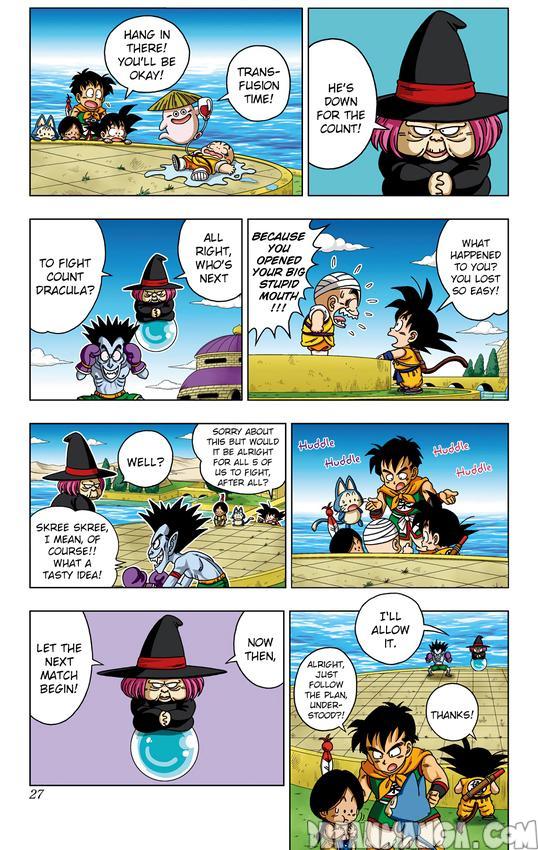 HE'S
DOWN
FOR THE
COUNT!
TRANS-
FUSION
TIME!
HANG IN
THERE!
YOU'LL
BE
OKAY!
WHAT
HAPPENED
TO YOU?
YOU LOST
SO EASY!
BECAUSE
YOU
OPENED
YOUR BIG
STUPID
MOUTH
!!!
ALL
RIGHT,
WHO'S
NEXT
TO FIGHT
COUNT
DRACULA?
Huddle
Huddle
Huddle
Huddle
SORRY ABOUT
THIS BUT WOULD
IT BE ALRIGHT
FOR ALL 5 OF
US TO FIGHT,
AFTER ALL?
WELL?
SKREE SKREE,
I MEAN, OF
COURSE!!
WHAT A
TASTY IDEA!
I'LL
ALLOW
IT.
THANKS!
ALRIGHT,
JUST
FOLLOW
THE PLAN,
UNDER-
STOOD?!
NOW
THEN,
LET THE
NEXT
MATCH
BEGIN!
27